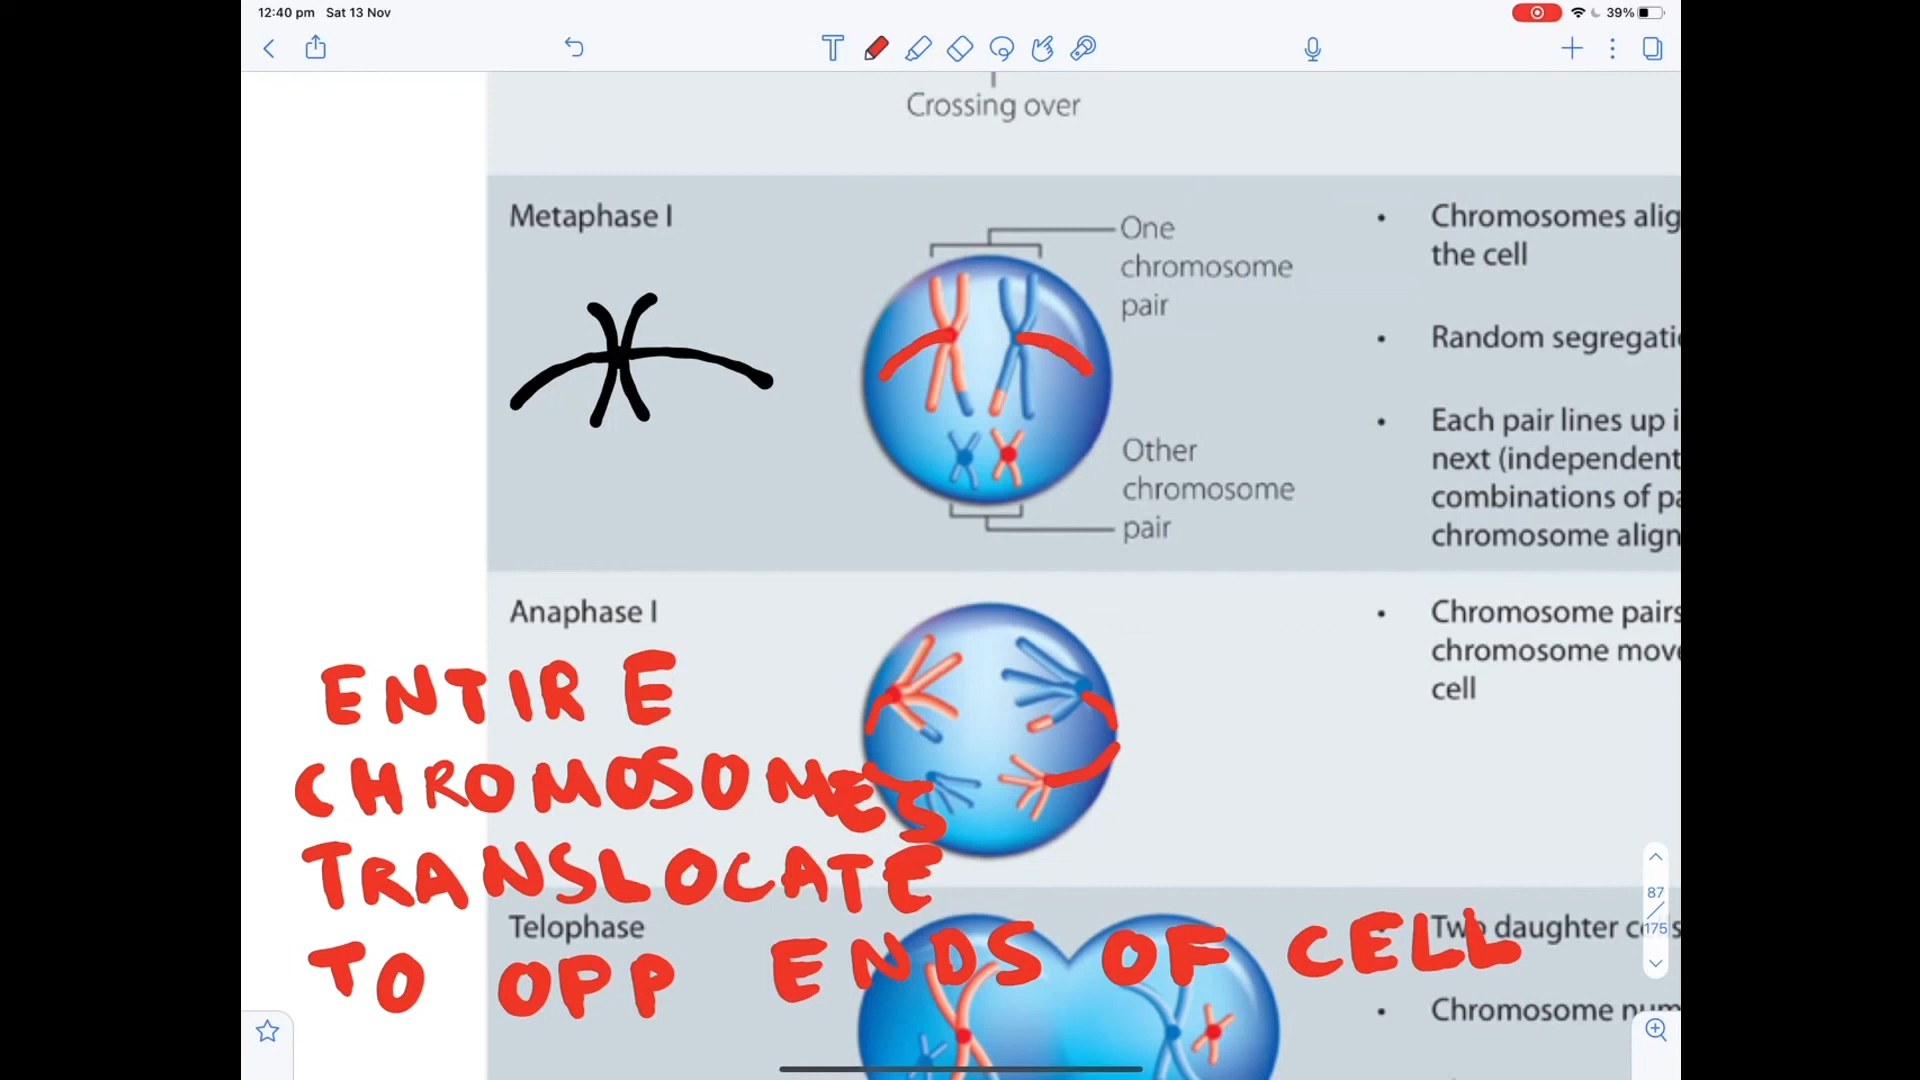 12:40 pm Sat 13 Nov
39%
Crossing over
Metaphase I
One
chromosome
pair
Other
chromosome
pair
• Chromosomes alig
the cell
• Random segregati
• Each pair lines up i
next (independent
combinations of pa
chromosome align
Anaphase I
• Chromosome pairs
chromosome move
cell
ENTIRE
CHROMOSOMES
TRANSLOCATE
TO OPP ENDS OF CELL
Telophase
Two daughter
• Chromosome num
87
175